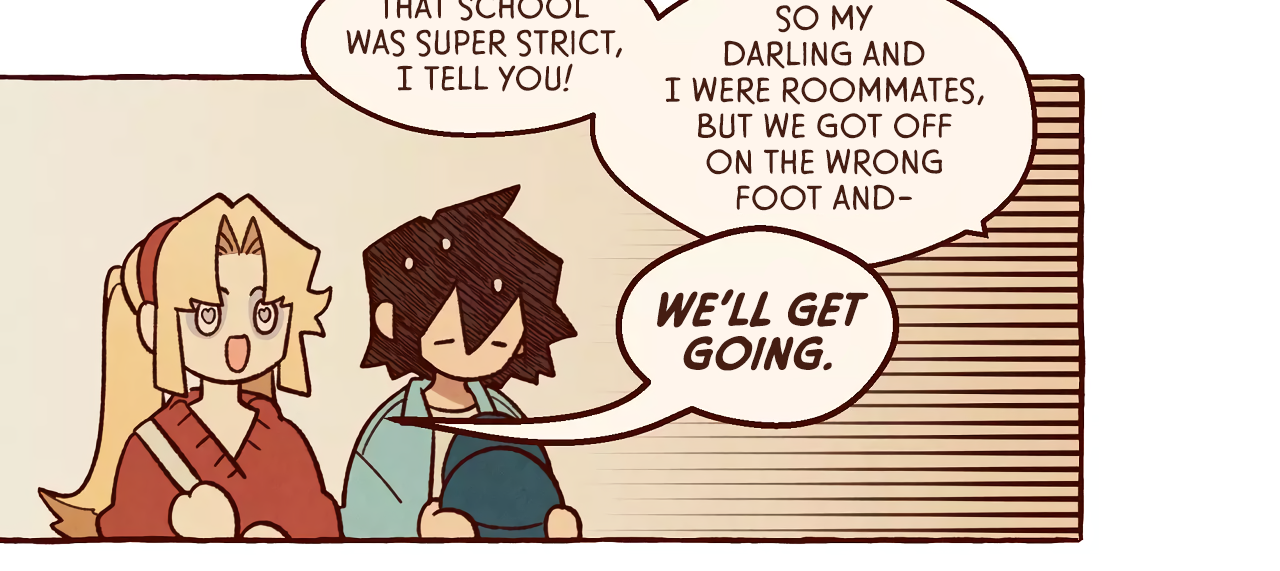 THAT SCHOOL
WAS SUPER STRICT,
I TELL YOU!
SO MY
DARLING AND
I WERE ROOMMATES,
BUT WE GOT OFF
ON THE WRONG
FOOT AND-
WE'LL GET
GOING.